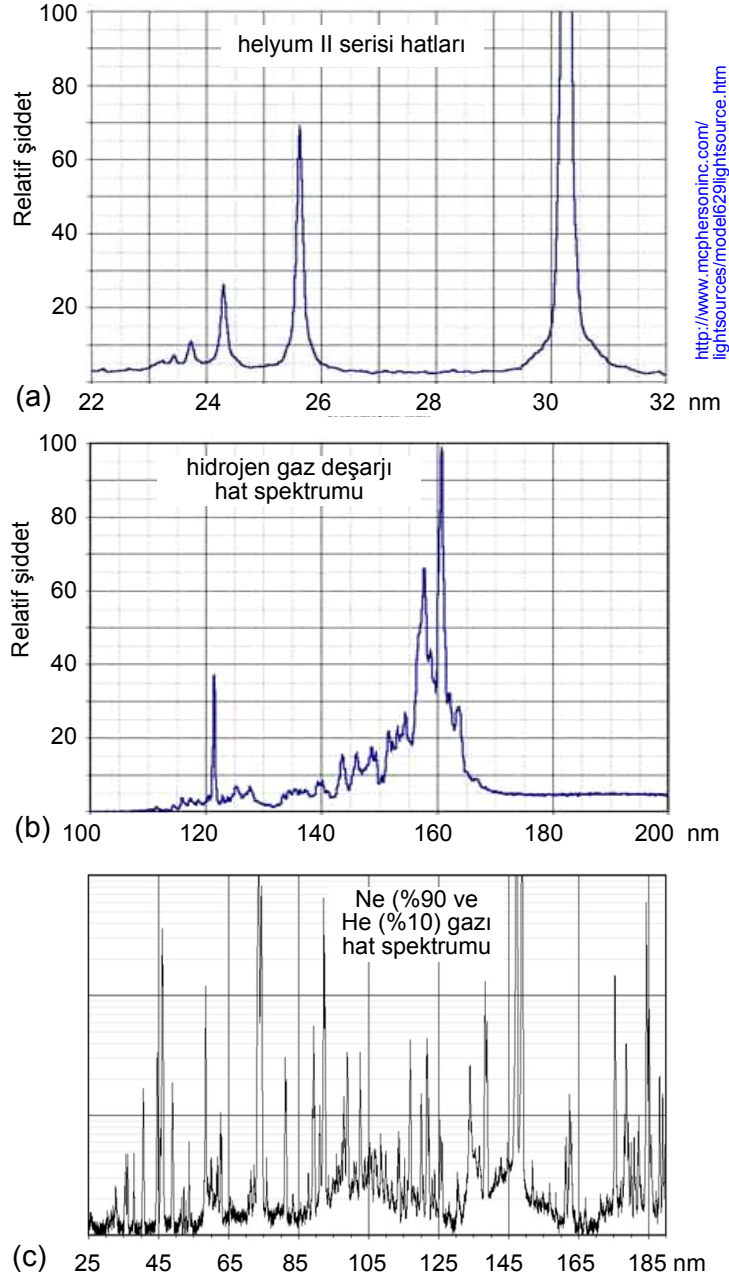 100
helyum II serisi hatları
80
60
40
20
Relatif şiddet
http://www.mcphersoninc.com/
lightsources/model629lightsource.htm
(a)
22 24 26 28 30 32 nm
100
hidrojen gaz deşarjı
hat spektrumu
80
60
40
20
Relatif şiddet
(b)
100 120 140 160 180 200 nm
Ne (%90 ve
He (%10) gazı
hat spektrumu
(c)
25 45 65 85 105 125 145 165 185 nm